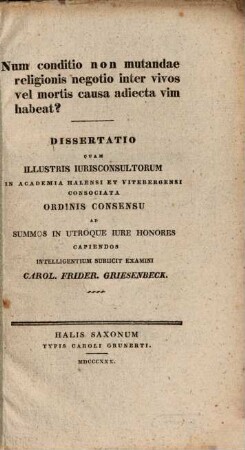 Num conditio non mutandae
religionis negotio inter vivos
vel mortis causa adiecta vim
habeat?
DISSERTATIO
QUAM
ILLUSTRIS IURISCONSULTORUM
IN ACADEMIA HALENSI ET VITEBERGENSI
CONSOCIATA
ORDINIS CONSENSU
AD
SUMMOS IN UTROQUE IURE HONORES
CAPIENDOS
INTELLIGENTIUM SUBIICIT EXAMINI
CAROL. FRIDER. GRIESENBECK.
HALIS SAXONUM
TYPIS CAROLI GRUNERTI.
MDCCCXXX.